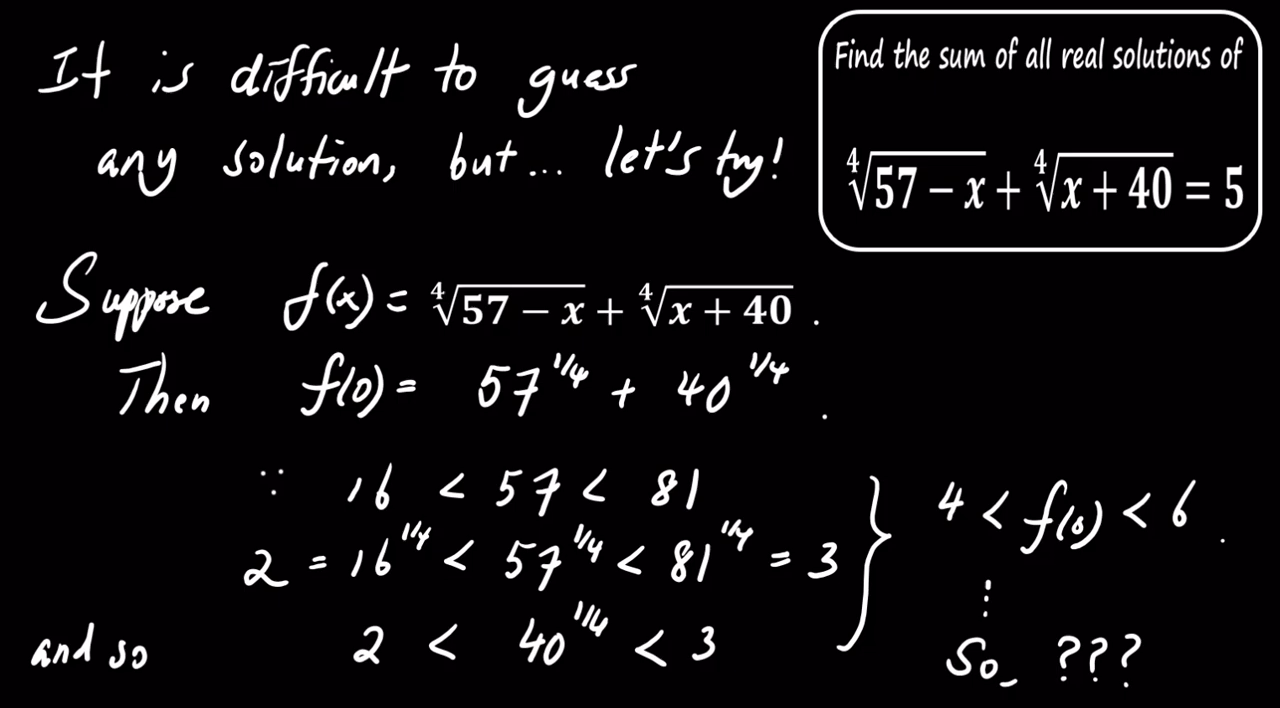 It is difficult to guess
any solution, but... let's try!
Find the sum of all real solutions of
∜(57 − x) + ∜(x + 40) = 5
Suppose f(x) = ∜(57 − x) + ∜(x + 40) .
Then f(0) = 57^1/4 + 40^1/4 .
∵ 16 < 57 < 81
2 = 16^1/4 < 57^1/4 < 81^1/4 = 3
and so 2 < 40^1/4 < 3
} 4 < f(0) < 6 .
⋮
So_ ???